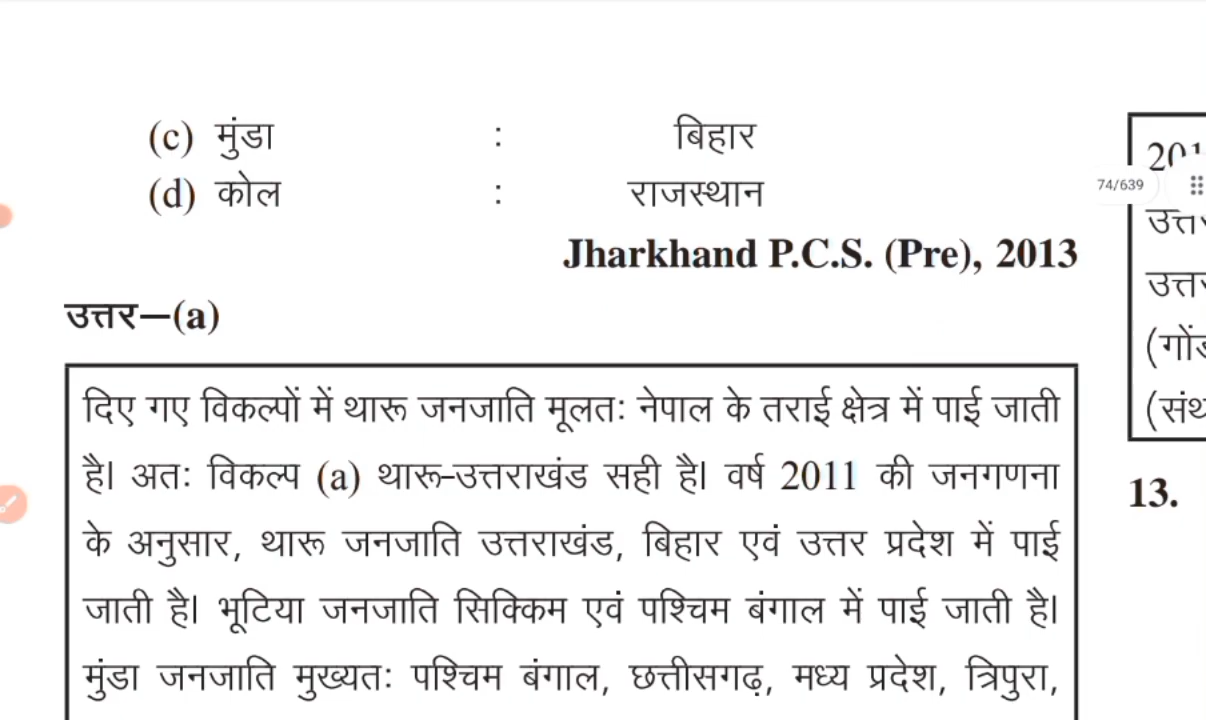 (c) मुंडा : बिहार
(d) कोल : राजस्थान
Jharkhand P.C.S. (Pre), 2013
उत्तर—(a)
दिए गए विकल्पों में थारू जनजाति मूलतः नेपाल के तराई क्षेत्र में पाई जाती
है। अतः विकल्प (a) थारू-उत्तराखंड सही है। वर्ष 2011 की जनगणना
के अनुसार, थारू जनजाति उत्तराखंड, बिहार एवं उत्तर प्रदेश में पाई
जाती है। भूटिया जनजाति सिक्किम एवं पश्चिम बंगाल में पाई जाती है।
मुंडा जनजाति मुख्यतः पश्चिम बंगाल, छत्तीसगढ़, मध्य प्रदेश, त्रिपुरा,
74/639
13.